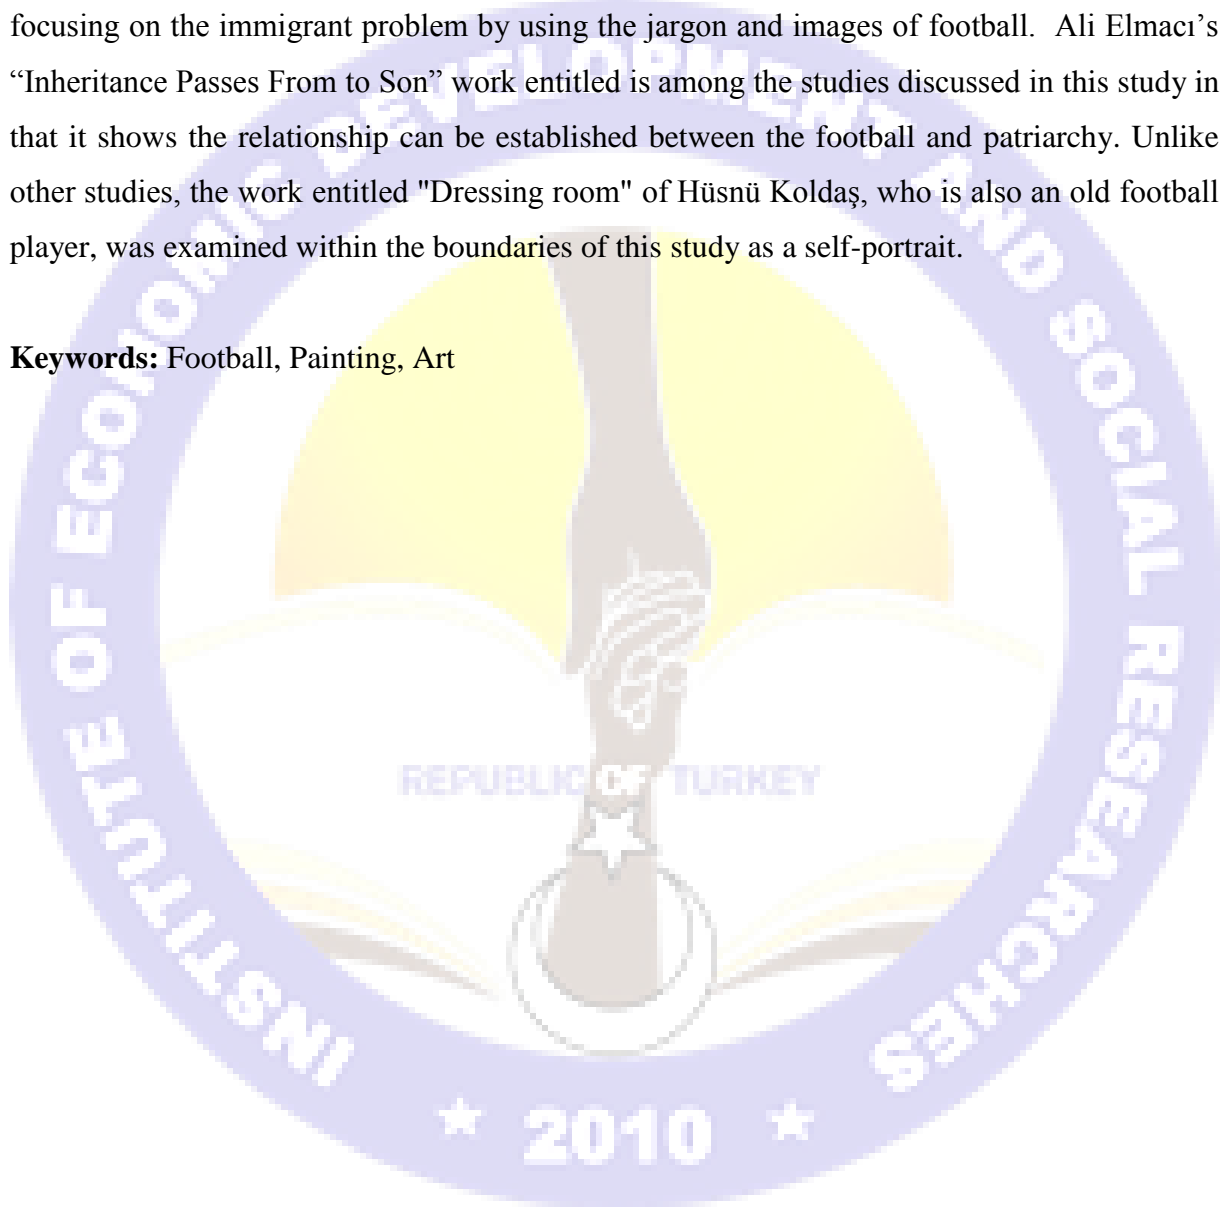 focusing on the immigrant problem by using the jargon and images of football.  Ali Elmacı’s
“Inheritance Passes From to Son” work entitled is among the studies discussed in this study in
that it shows the relationship can be established between the football and patriarchy. Unlike
other studies, the work entitled "Dressing room" of Hüsnü Koldaş, who is also an old football
player, was examined within the boundaries of this study as a self-portrait.
Keywords: Football, Painting, Art
INSTITUTE OF ECONOMIC DEVELOPMENT AND SOCIAL RESEARCHES
REPUBLIC OF TURKEY
2010